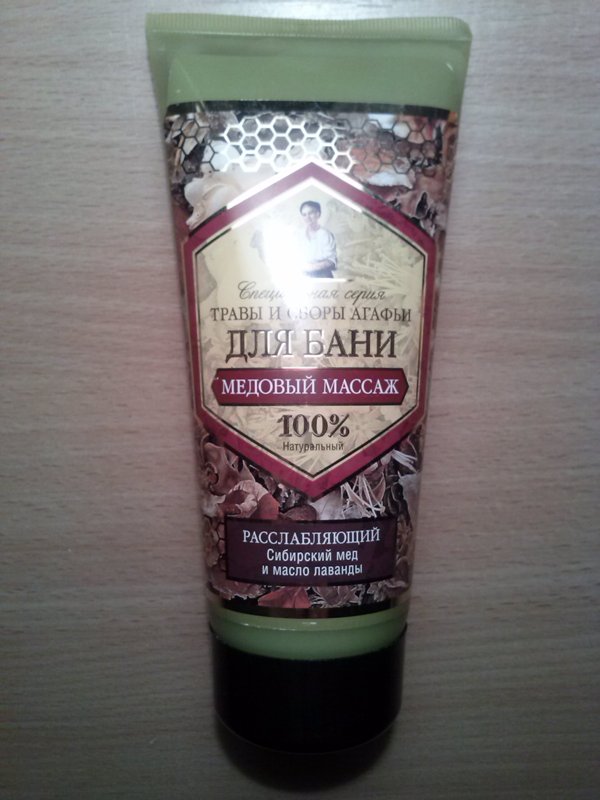 Специальная серия
ТРАВЫ И СБОРЫ АГАФЬИ
ДЛЯ БАНИ
МЕДОВЫЙ МАССАЖ
100%
Натуральный
РАССЛАБЛЯЮЩИЙ
Сибирский мед
и масло лаванды